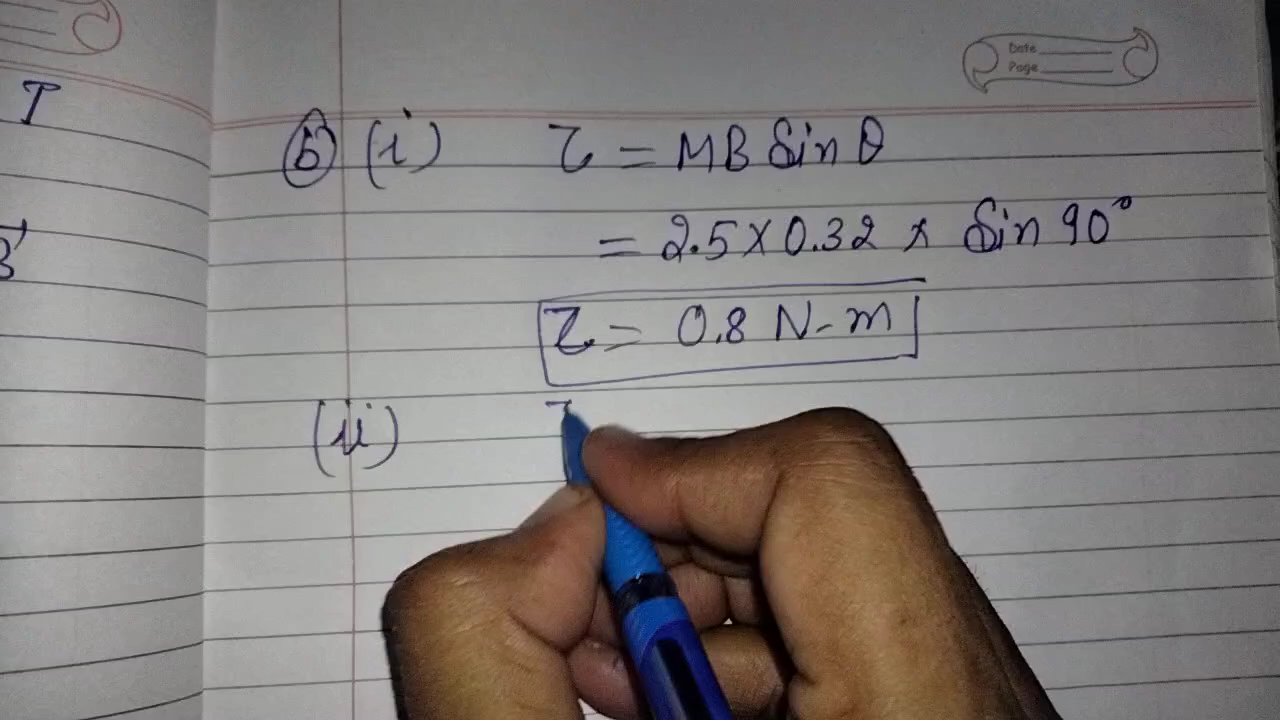 T
Date
Page
(b) (i) τ = MB Sin θ
= 2.5 × 0.32 × Sin 90°
τ = 0.8 N-m
(ii) τ